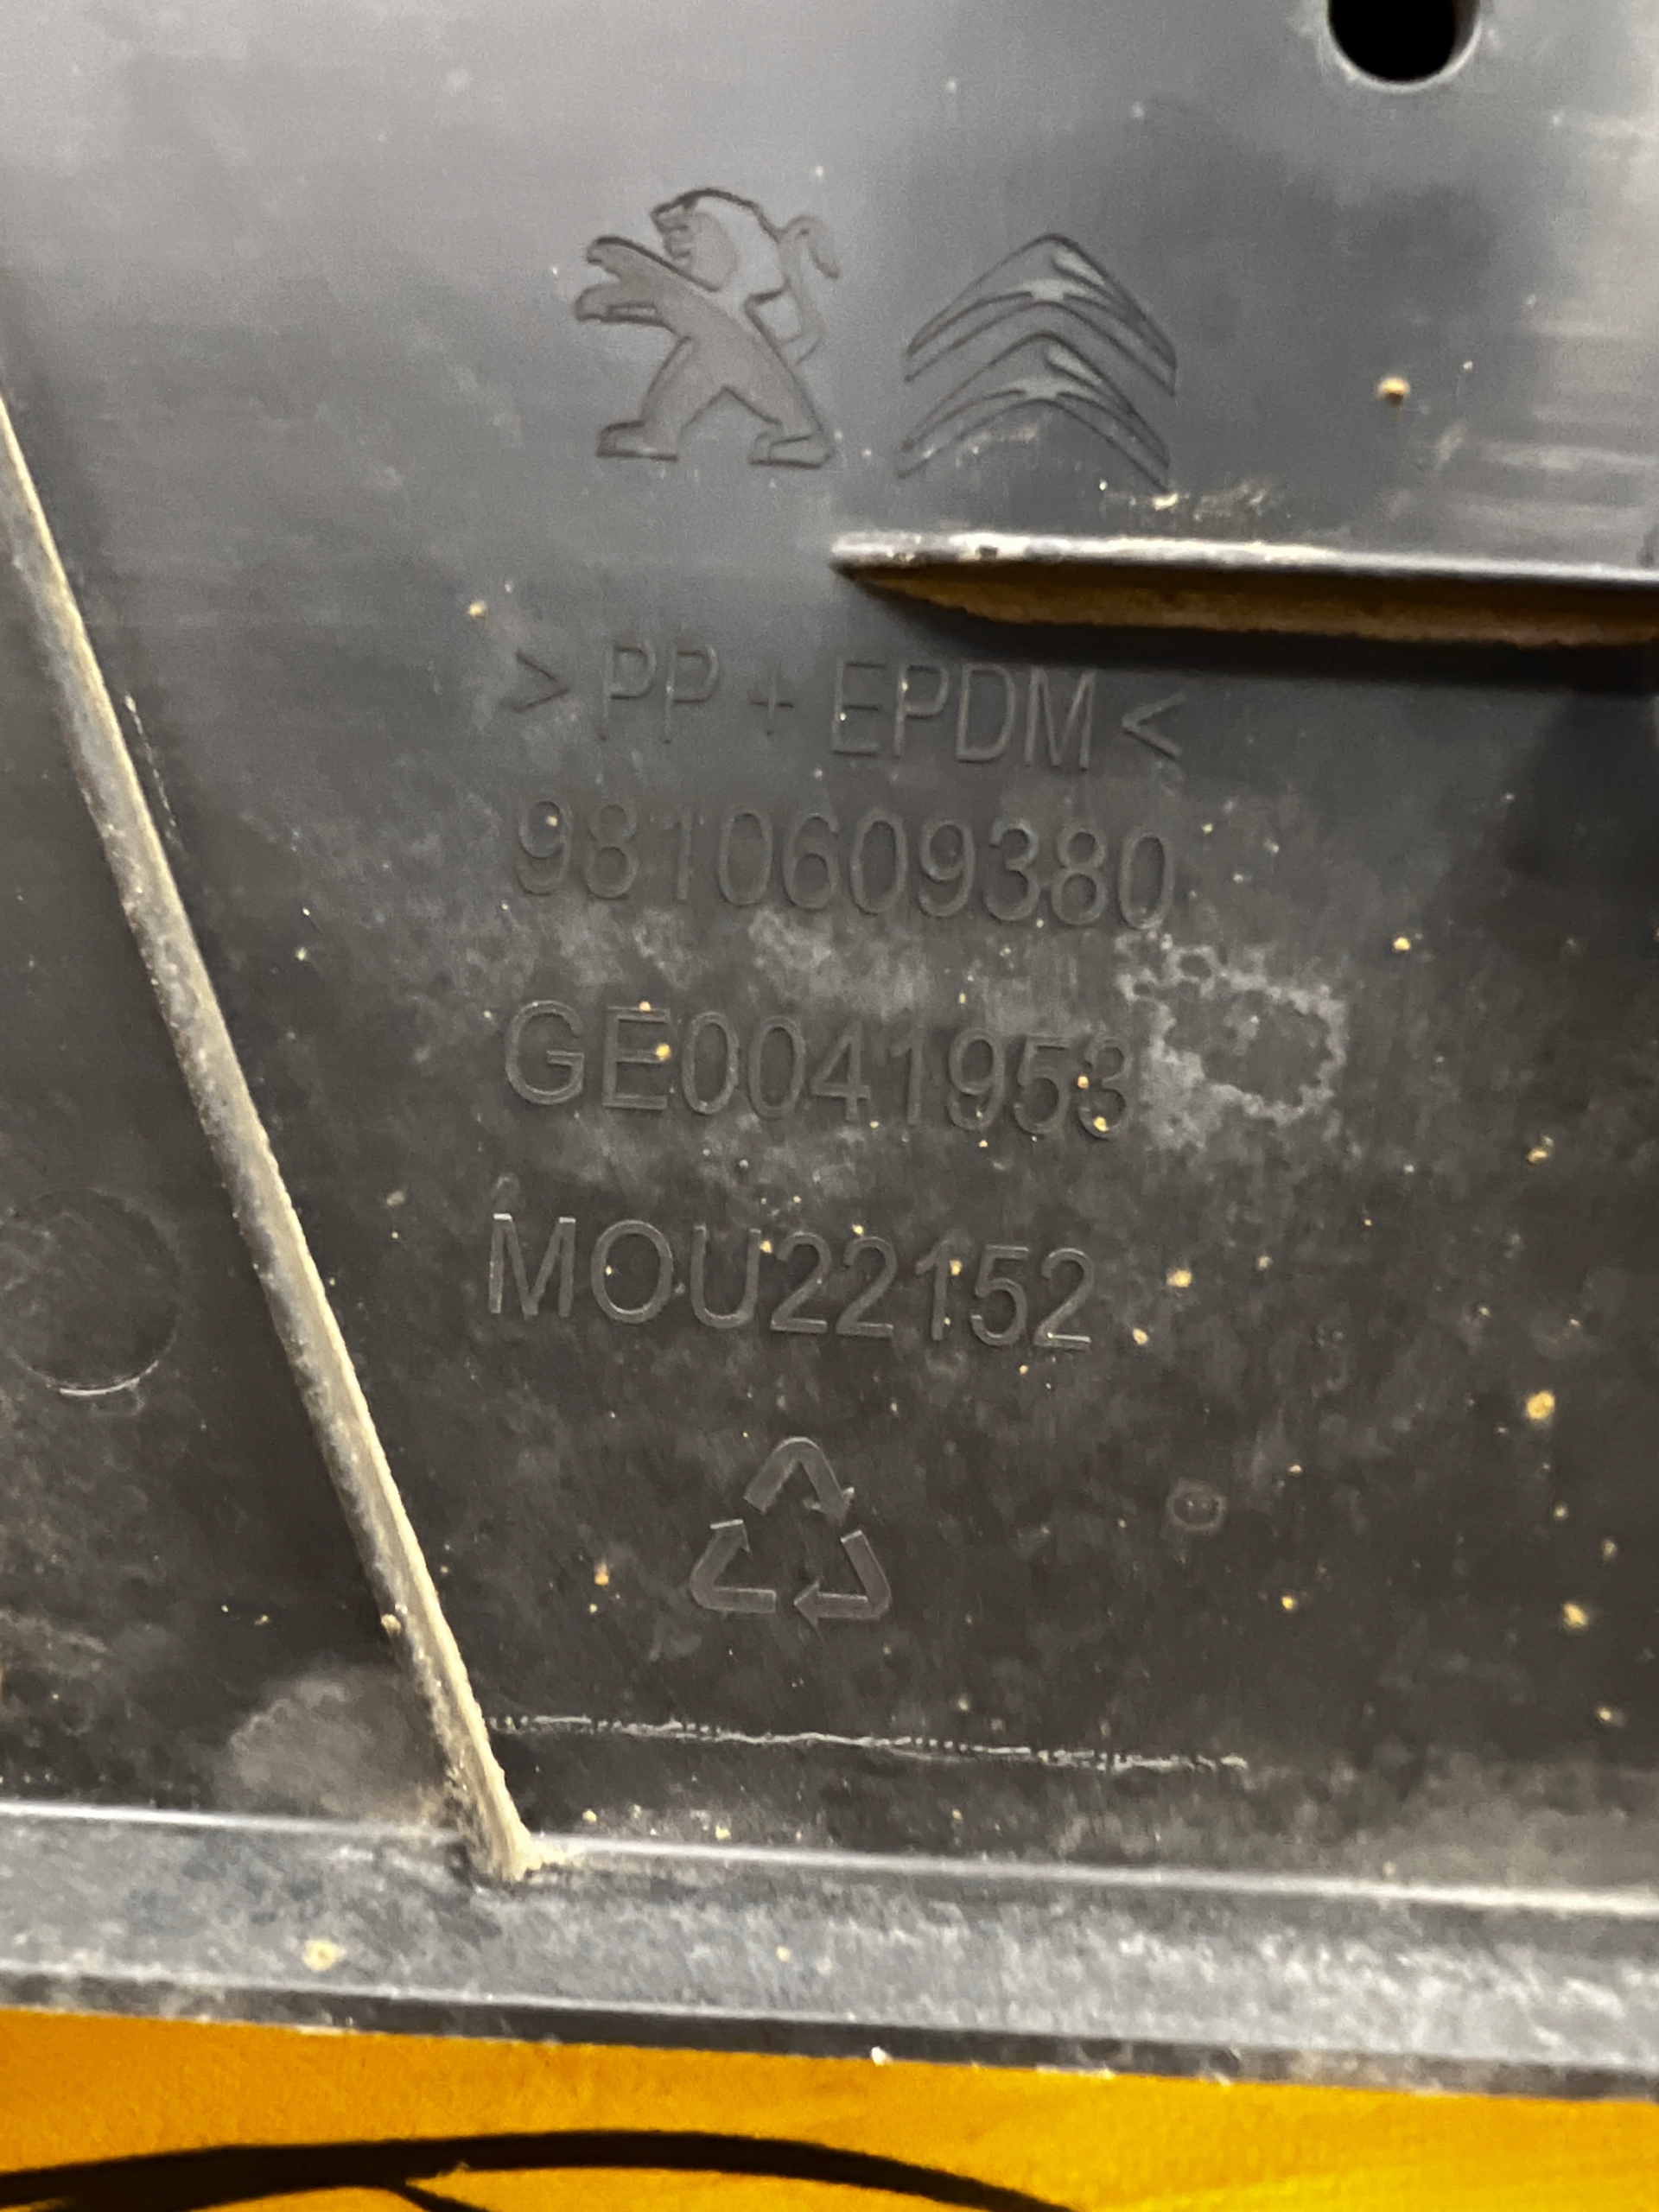 > PP + EPDM <
9810609380
GE0041953
MOU22152